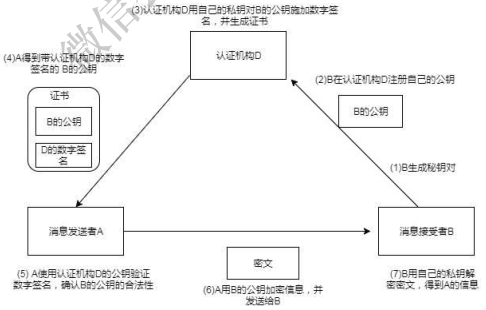 (3)认证机构D用自己的私钥对B的公钥施加数字签
名，并生成证书
认证机构D
(4)A得到带认证机构D的数字
签名的 B的公钥
证书
B的公钥
D的数字签
名
(2)B在认证机构D注册自己的公钥
B的公钥
(1)B生成秘钥对
消息发送者A
消息接受者B
密文
(5) A使用认证机构D的公钥验证
数字签名，确认B的公钥的合法性
(6)A用B的公钥加密信息，并
发送给B
(7)B用自己的私钥解
密密文，得到A的信息
微信